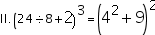 II. (24 ÷ 8 + 2)³ = (4² + 9)²